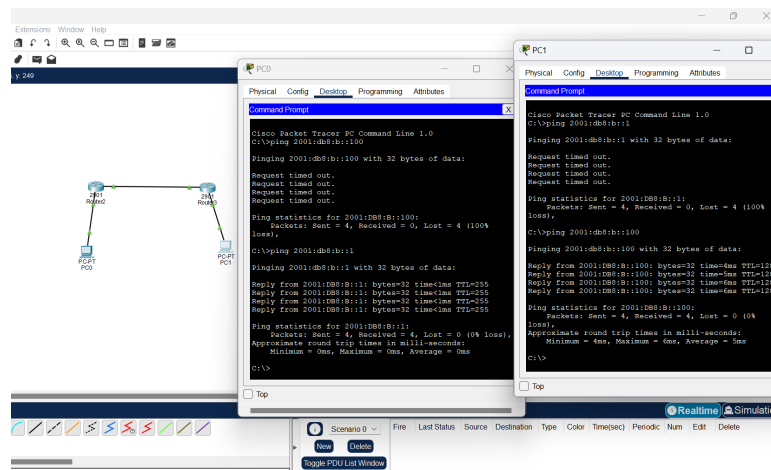 Extensions Window Help
y: 249
2901
Router2
2901
Router3
PC-PT
PC0
PC-PT
PC1
PC0
Physical Config Desktop Programming Attributes
Command Prompt
X
Cisco Packet Tracer PC Command Line 1.0
C:\>ping 2001:db8:b::100
Pinging 2001:db8:b::100 with 32 bytes of data:
Request timed out.
Request timed out.
Request timed out.
Request timed out.
Ping statistics for 2001:DB8:B::100:
Packets: Sent = 4, Received = 0, Lost = 4 (100%
loss),
C:\>ping 2001:db8:b::1
Pinging 2001:db8:b::1 with 32 bytes of data:
Reply from 2001:DB8:B::1: bytes=32 time<1ms TTL=255
Reply from 2001:DB8:B::1: bytes=32 time<1ms TTL=255
Reply from 2001:DB8:B::1: bytes=32 time<1ms TTL=255
Reply from 2001:DB8:B::1: bytes=32 time<1ms TTL=255
Ping statistics for 2001:DB8:B::1:
Packets: Sent = 4, Received = 4, Lost = 0 (0% loss),
Approximate round trip times in milli-seconds:
Minimum = 0ms, Maximum = 0ms, Average = 0ms
C:\>
Top
PC1
Physical Config Desktop Programming Attributes
Command Prompt
Cisco Packet Tracer PC Command Line 1.0
C:\>ping 2001:db8:b::1
Pinging 2001:db8:b::1 with 32 bytes of data:
Request timed out.
Request timed out.
Request timed out.
Request timed out.
Ping statistics for 2001:DB8:B::1:
Packets: Sent = 4, Received = 0, Lost = 4 (100%
loss),
C:\>ping 2001:db8:b::100
Pinging 2001:db8:b::100 with 32 bytes of data:
Reply from 2001:DB8:B::100: bytes=32 time=4ms TTL=12
Reply from 2001:DB8:B::100: bytes=32 time=5ms TTL=12
Reply from 2001:DB8:B::100: bytes=32 time=6ms TTL=12
Reply from 2001:DB8:B::100: bytes=32 time=6ms TTL=12
Ping statistics for 2001:DB8:B::100:
Packets: Sent = 4, Received = 4, Lost = 0 (0%
loss),
Approximate round trip times in milli-seconds:
Minimum = 4ms, Maximum = 6ms, Average = 5ms
C:\>
Top
Realtime Simulatio
Scenario 0
New Delete
Toggle PDU List Window
Fire Last Status Source Destination Type Color Time(sec) Periodic Num Edit Delete